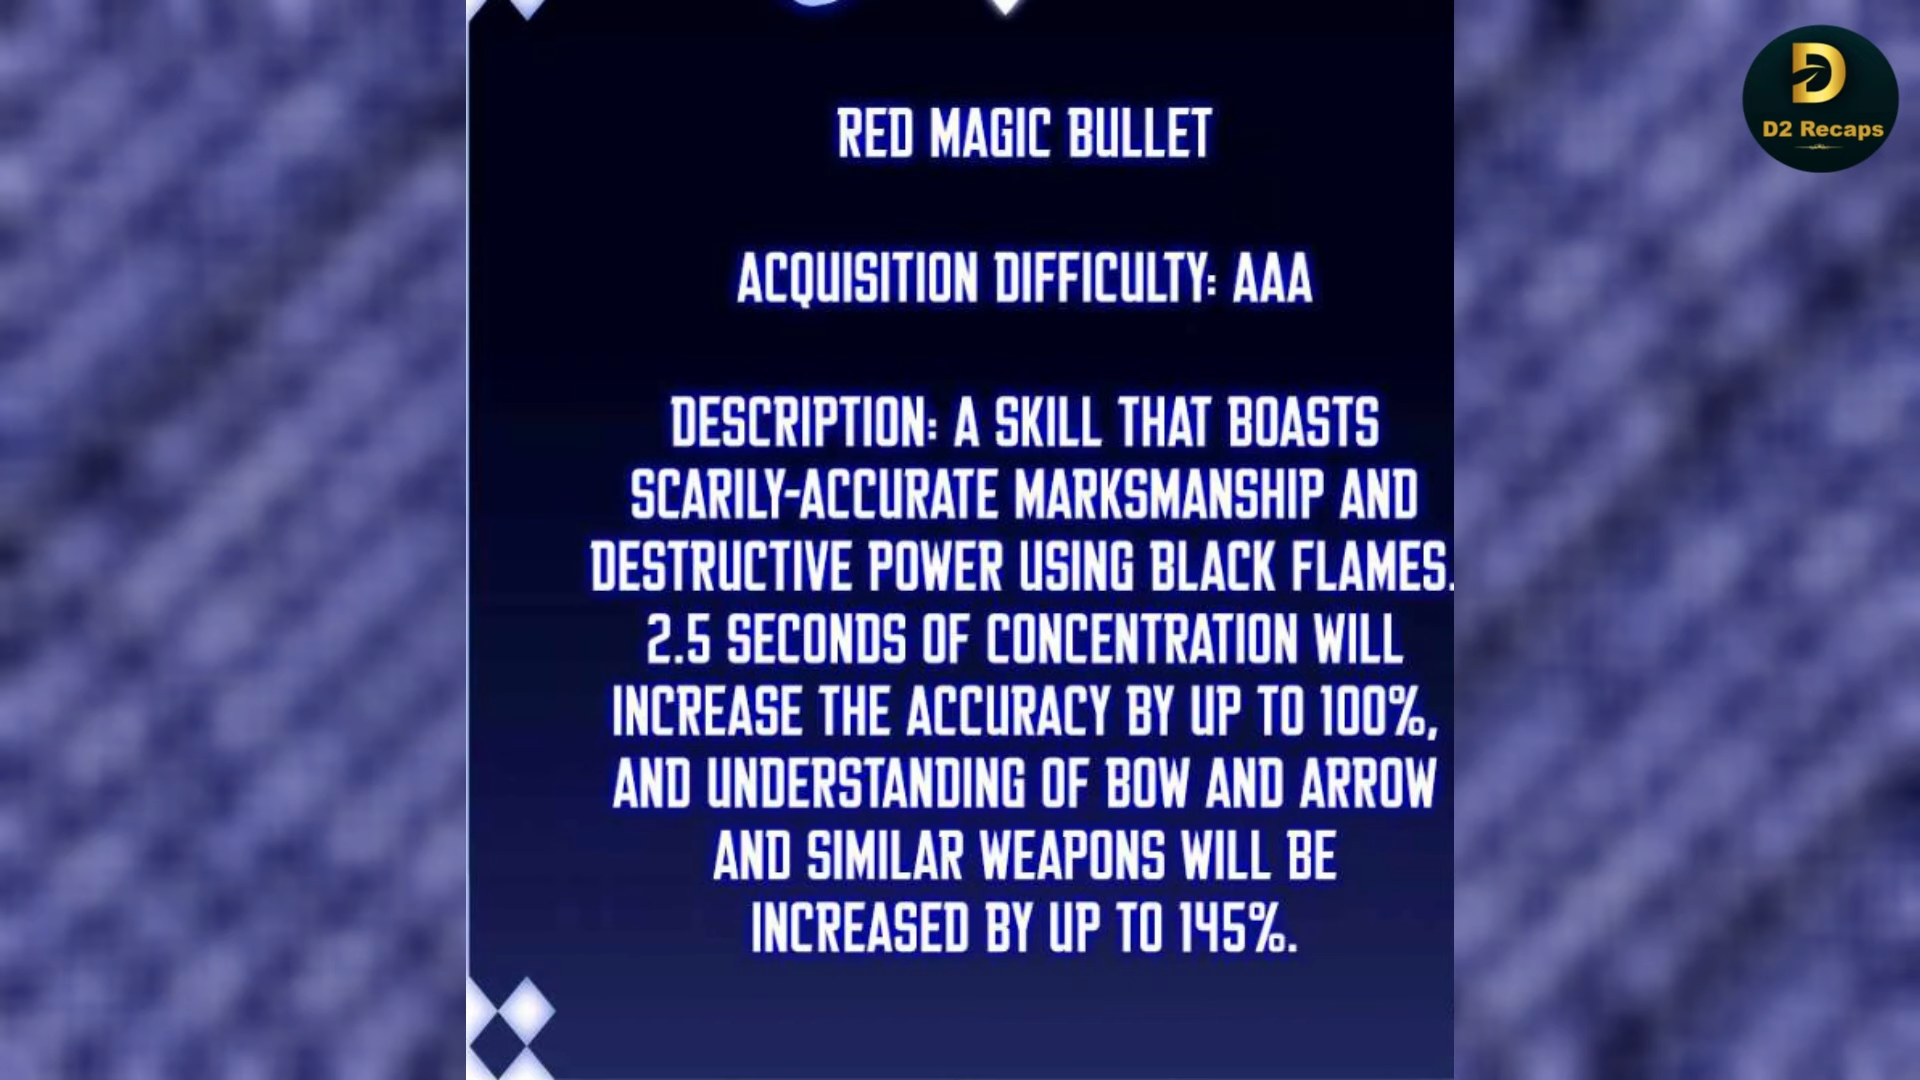 RED MAGIC BULLET
ACQUISITION DIFFICULTY: AAA
DESCRIPTION: A SKILL THAT BOASTS
SCARILY-ACCURATE MARKSMANSHIP AND
DESTRUCTIVE POWER USING BLACK FLAMES.
2.5 SECONDS OF CONCENTRATION WILL
INCREASE THE ACCURACY BY UP TO 100%,
AND UNDERSTANDING OF BOW AND ARROW
AND SIMILAR WEAPONS WILL BE
INCREASED BY UP TO 145%.
D
D2 Recaps